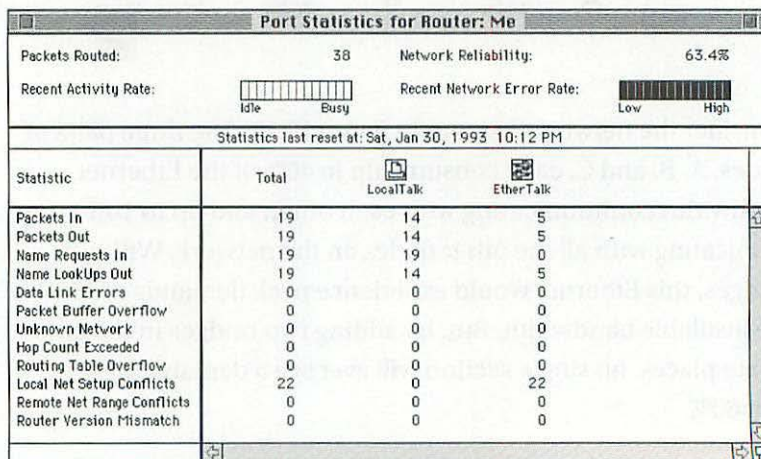 Port Statistics for Router: Me
Packets Routed: 38 Network Reliability: 63.4%
Recent Activity Rate: Recent Network Error Rate:
Idle Busy Low High
Statistics last reset at: Sat, Jan 30, 1993 10:12 PM
Statistic Total LocalTalk EtherTalk
Packets In 19 14 5
Packets Out 19 14 5
Name Requests In 19 19 0
Name LookUps Out 19 14 5
Data Link Errors 0 0 0
Packet Buffer Overflow 0 0 0
Unknown Network 0 0 0
Hop Count Exceeded 0 0 0
Routing Table Overflow 0 0 0
Local Net Setup Conflicts 22 0 22
Remote Net Range Conflicts 0 0 0
Router Version Mismatch 0 0 0